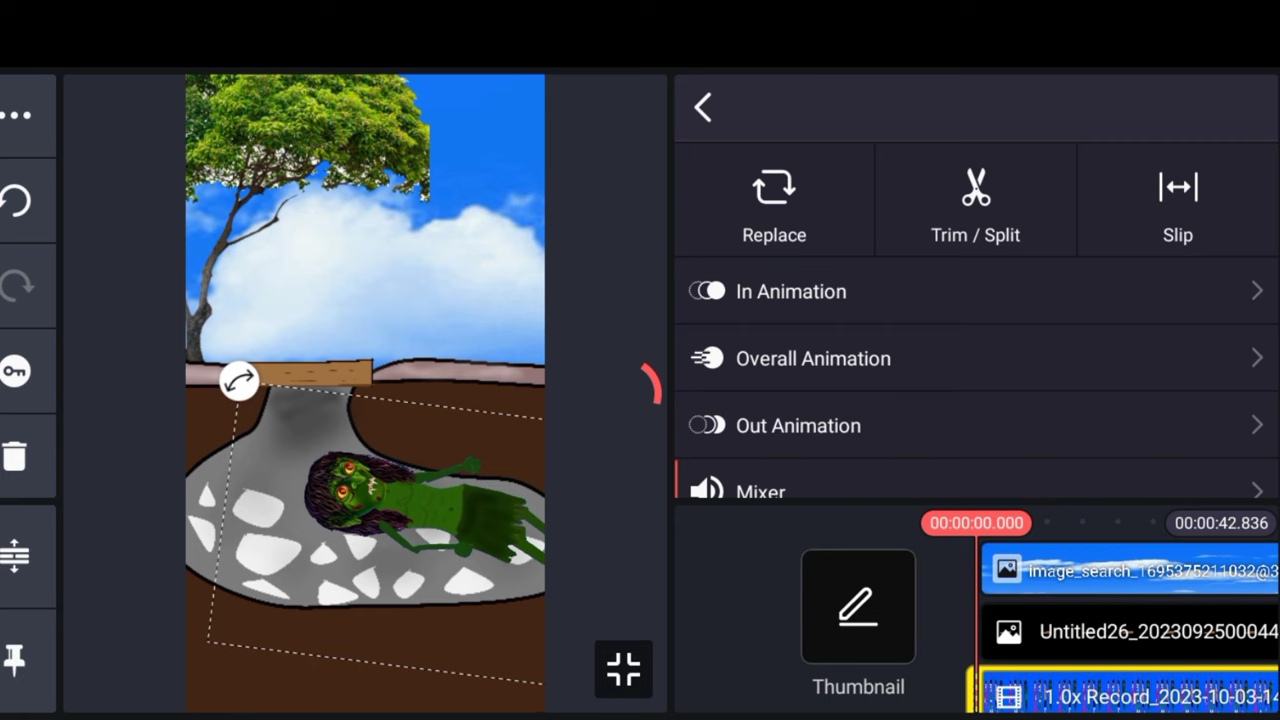 Replace
Trim / Split
Slip
In Animation
Overall Animation
Out Animation
Mixer
00:00:00.000
00:00:42.836
image_search_1695375211032@3
Untitled26_2023092500044
1.0x Record_2023-10-03-14
Thumbnail